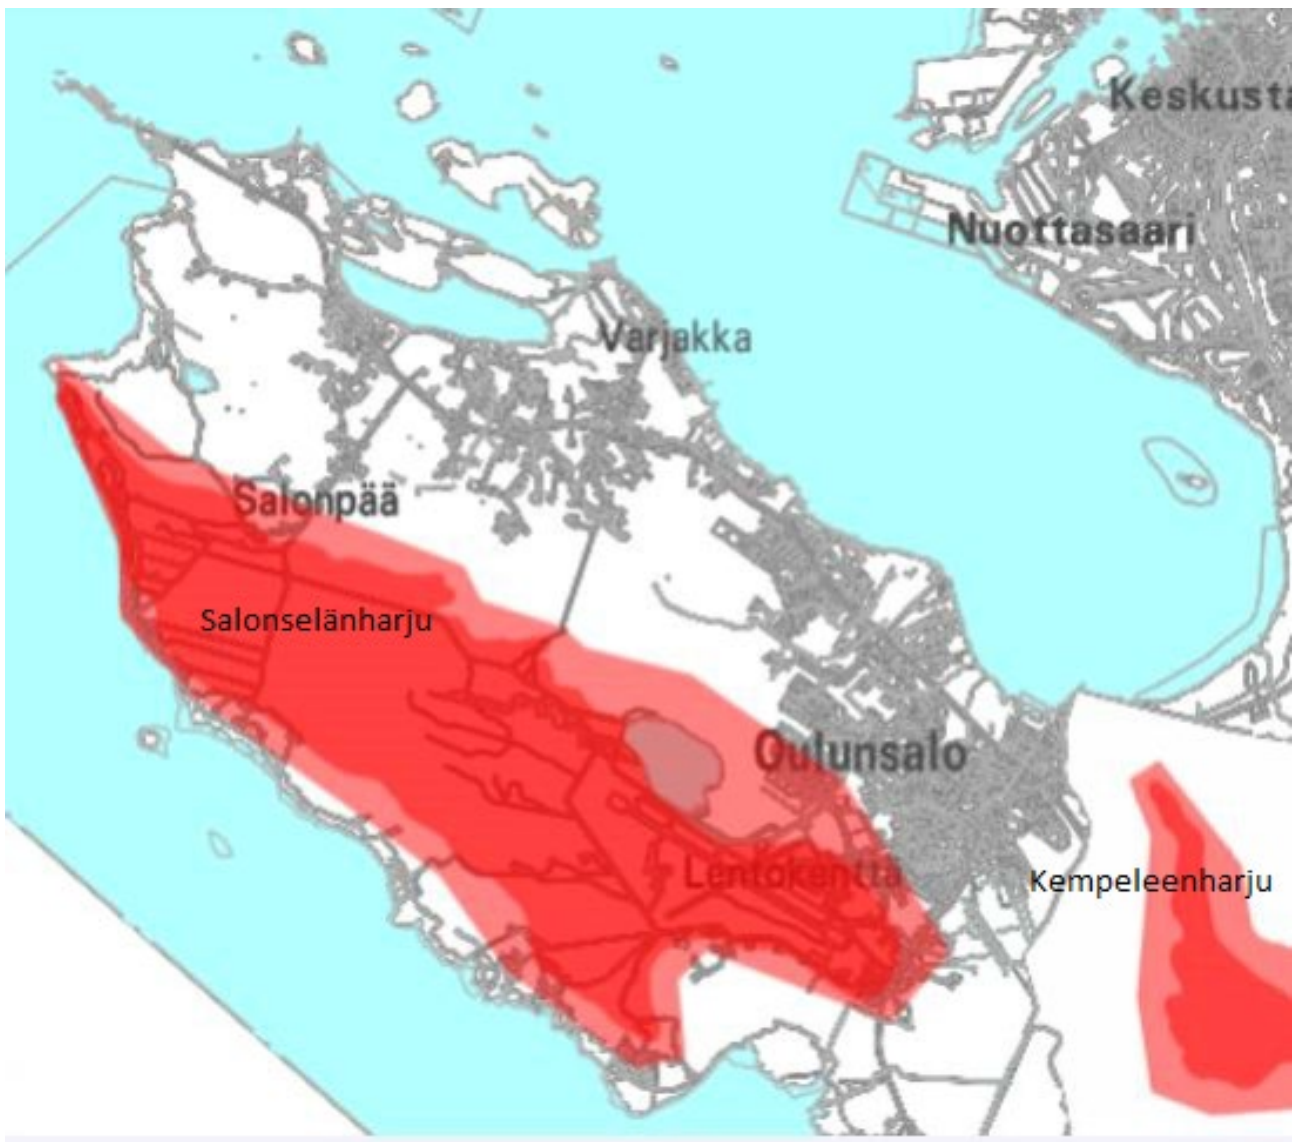 Keskusta
Nuottasaari
Varjakka
Salonpää
Salonselänharju
Oulunsalo
Lentokenttä
Kempeleenharju